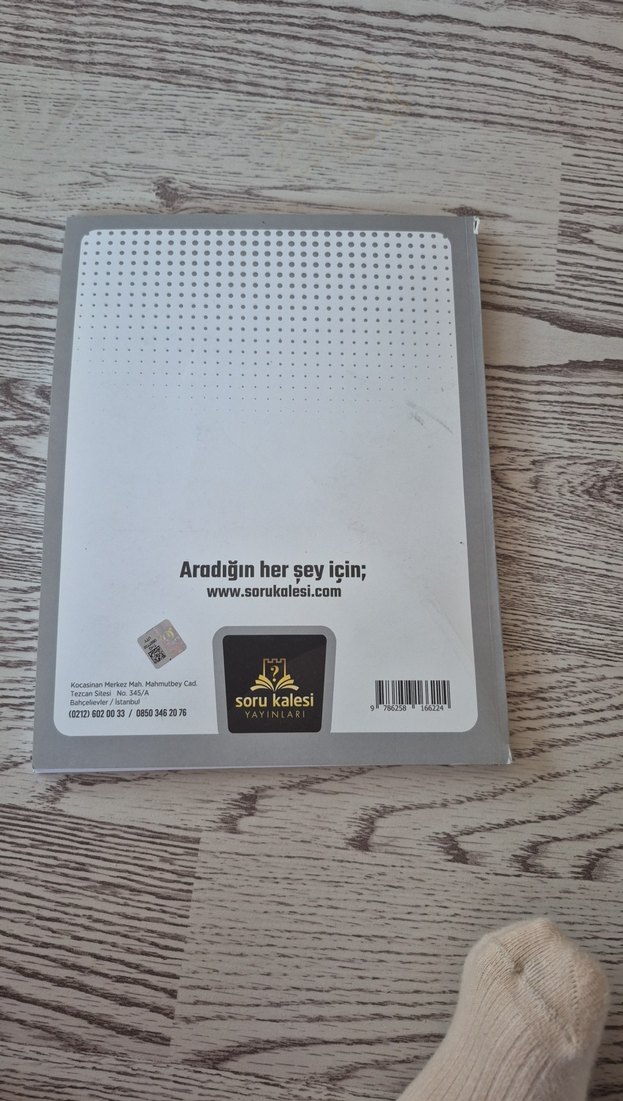 Aradığın her şey için;
www.sorukalesi.com
Kocasinan Merkez Mah. Mahmutbey Cad.
Tezcan Sitesi No. 345/A
Bahçelievler / İstanbul
(0212) 602 00 33 / 0850 346 20 76
?
soru kalesi
YAYINLARI
9 786258 166224